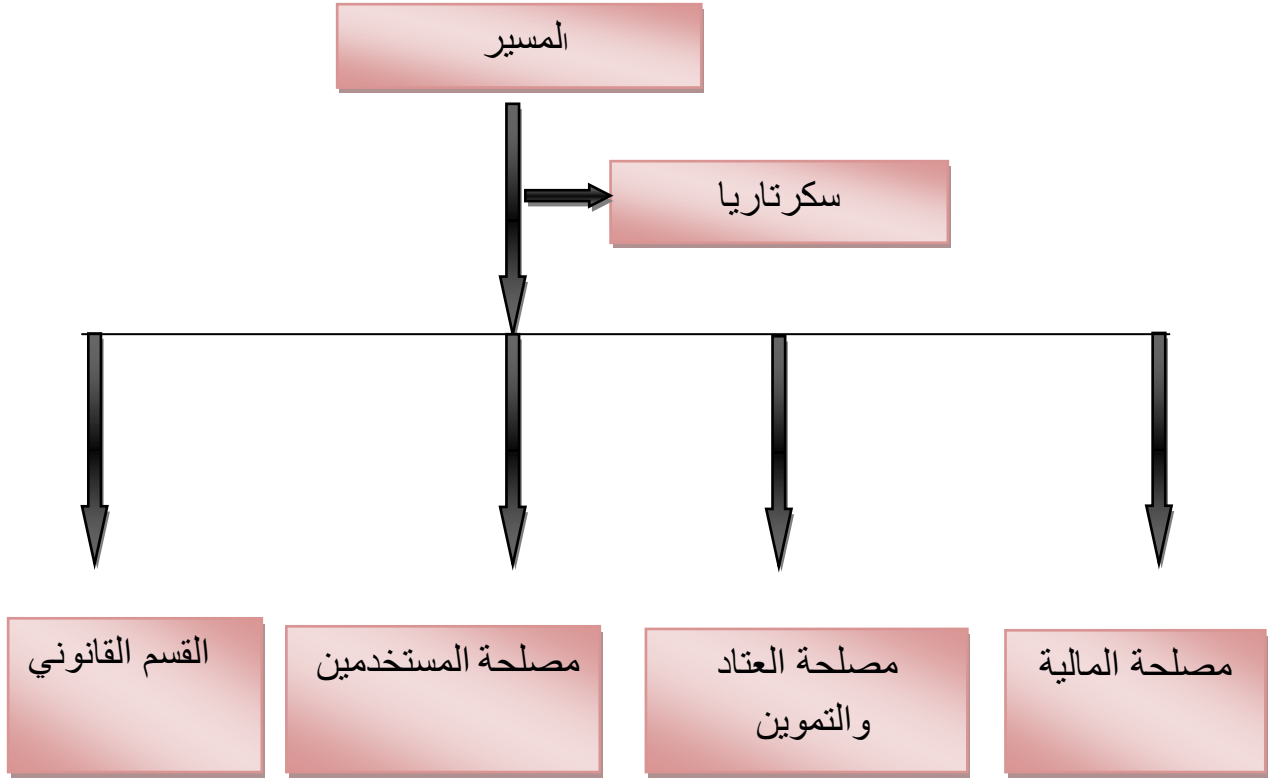 المسير
سكرتاريا
مصلحة المالية
مصلحة العتاد
والتموين
مصلحة المستخدمين
القسم القانوني